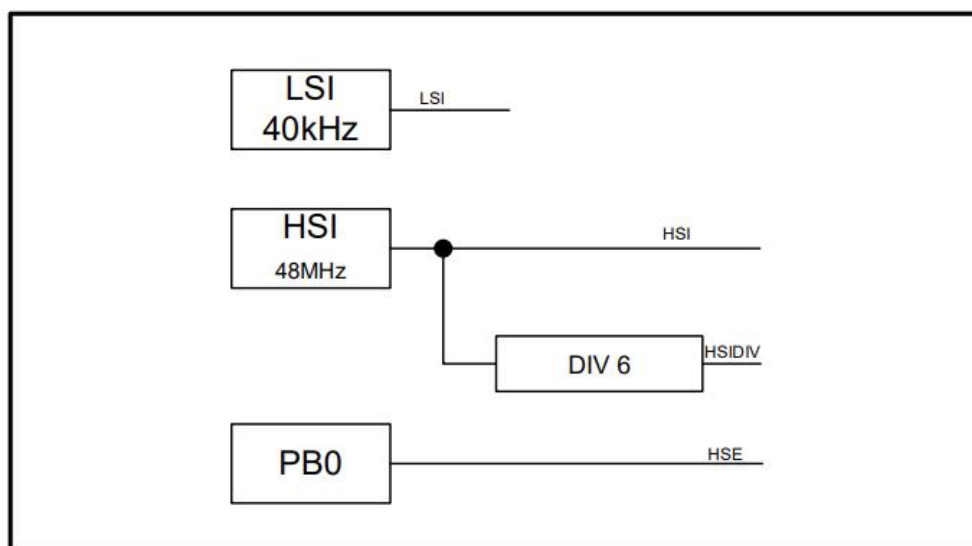 LSI
40kHz
LSI
HSI
48MHz
HSI
DIV 6
HSIDIV
PB0
HSE